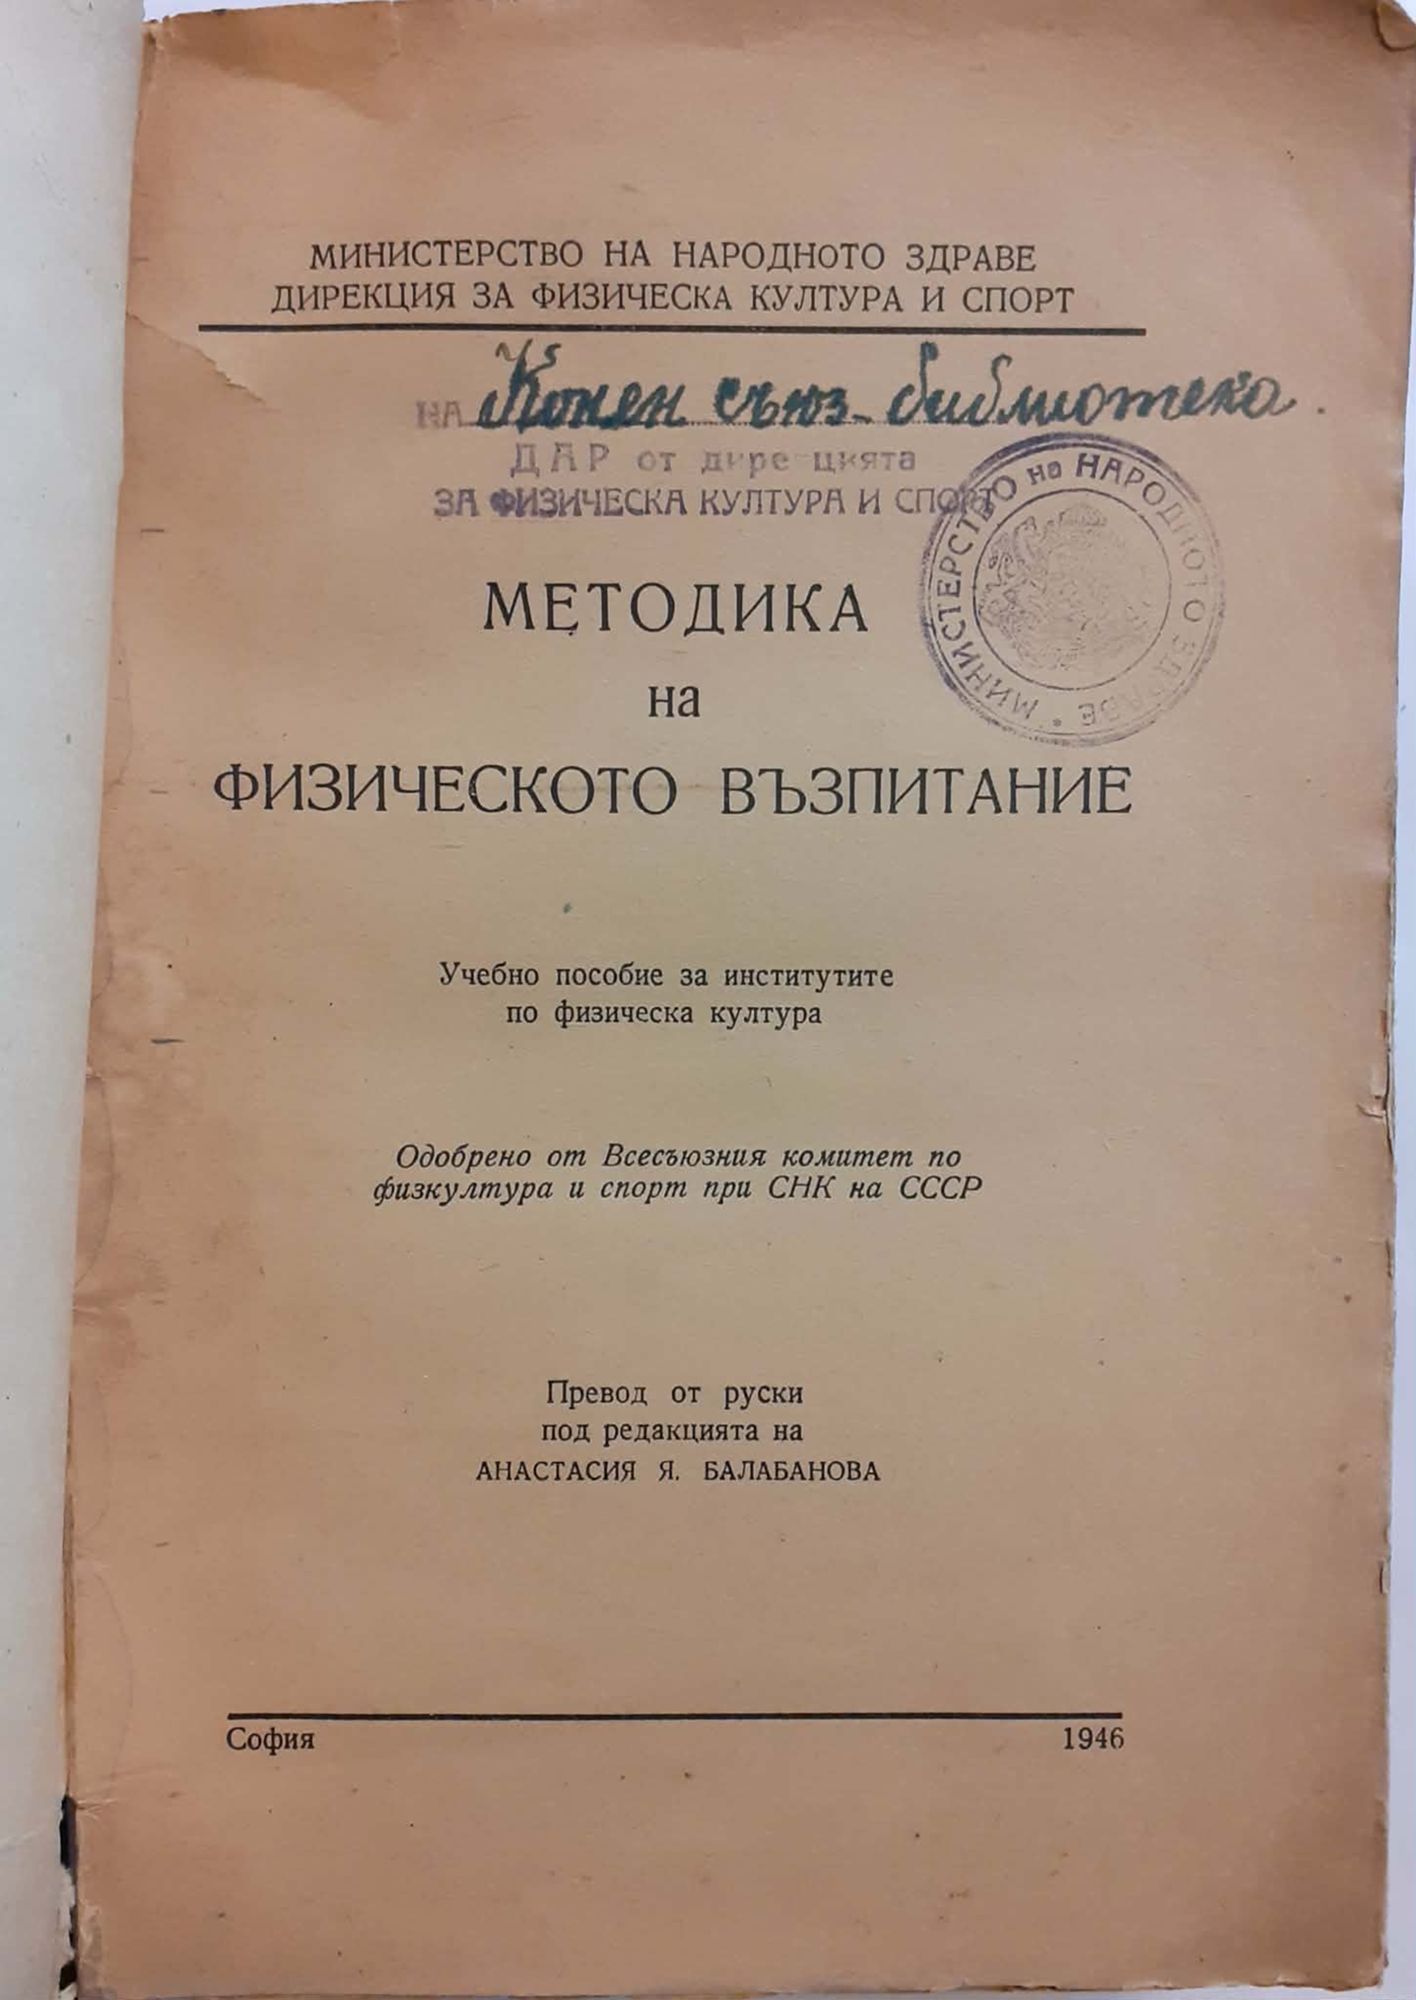 МИНИСТЕРСТВО НА НАРОДНОТО ЗДРАВЕ
ДИРЕКЦИЯ ЗА ФИЗИЧЕСКА КУЛТУРА И СПОРТ
НА Конен съюз - библиотека.
ДАР от дирекцията
ЗА ФИЗИЧЕСКА КУЛТУРА И СПОРТ
МИНИСТЕРСТВО на НАРОДНОТО ЗДРАВЕ
МЕТОДИКА
на
ФИЗИЧЕСКОТО ВЪЗПИТАНИЕ
Учебно пособие за институтите
по физическа култура
Одобрено от Всесъюзния комитет по
физкултура и спорт при СНК на СССР
Превод от руски
под редакцията на
АНАСТАСИЯ Я. БАЛАБАНОВА
София 1946